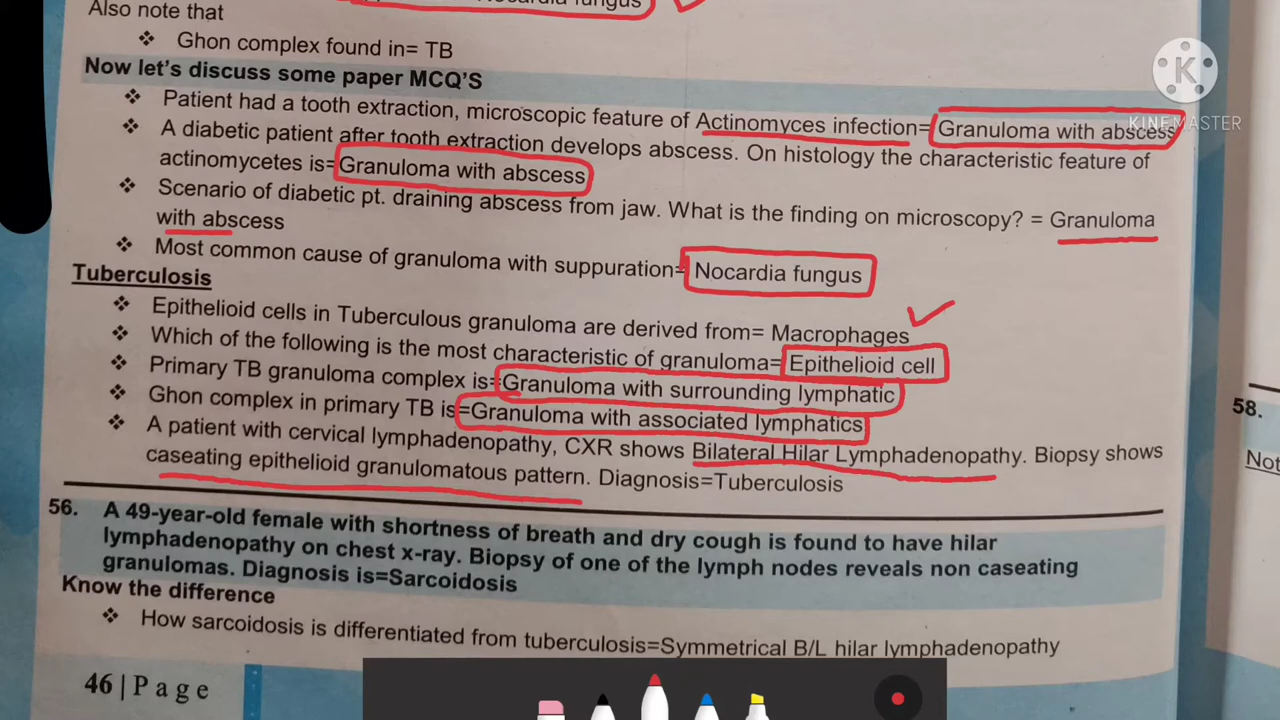 Nocardia fungus
Also note that
❖ Ghon complex found in= TB
Now let's discuss some paper MCQ'S
❖ Patient had a tooth extraction, microscopic feature of Actinomyces infection= Granuloma with abscess
❖ A diabetic patient after tooth extraction develops abscess. On histology the characteristic feature of
actinomycetes is= Granuloma with abscess
❖ Scenario of diabetic pt. draining abscess from jaw. What is the finding on microscopy? = Granuloma
with abscess
❖ Most common cause of granuloma with suppuration= Nocardia fungus
Tuberculosis
❖ Epithelioid cells in Tuberculous granuloma are derived from= Macrophages
❖ Which of the following is the most characteristic of granuloma= Epithelioid cell
❖ Primary TB granuloma complex is= Granuloma with surrounding lymphatic
❖ Ghon complex in primary TB is=Granuloma with associated lymphatics
❖ A patient with cervical lymphadenopathy, CXR shows Bilateral Hilar Lymphadenopathy. Biopsy shows
caseating epithelioid granulomatous pattern. Diagnosis=Tuberculosis
56. A 49-year-old female with shortness of breath and dry cough is found to have hilar
lymphadenopathy on chest x-ray. Biopsy of one of the lymph nodes reveals non caseating
granulomas. Diagnosis is=Sarcoidosis
Know the difference
❖ How sarcoidosis is differentiated from tuberculosis=Symmetrical B/L hilar lymphadenopathy
46 | P a g e
K
KINEMASTER
58.
Not